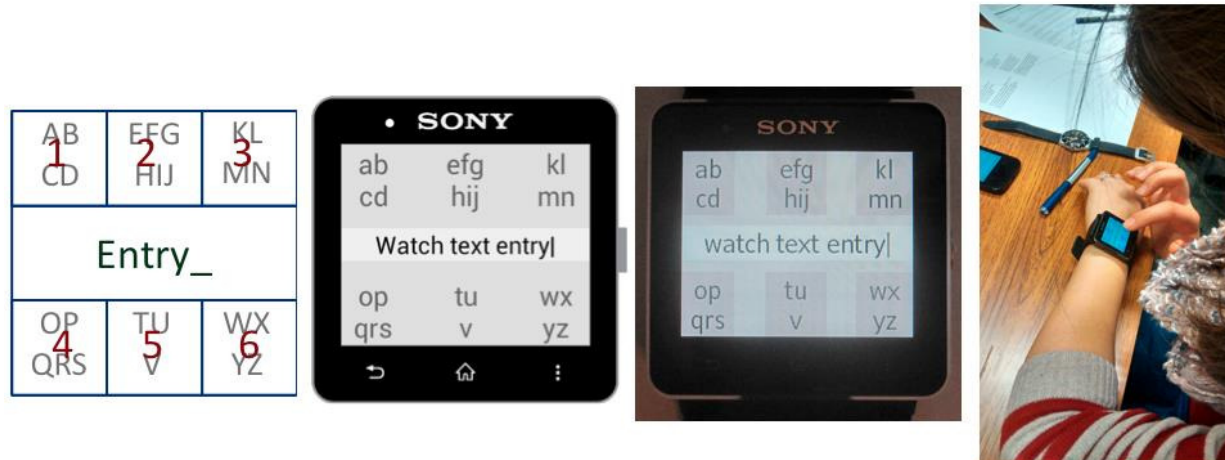 AB EFG KL
1 2 3
CD HIJ MN
Entry_
OP TU WX
4 5 6
QRS V YZ
SONY
ab efg kl
cd hij mn
Watch text entry|
op tu wx
qrs v yz
SONY
ab efg kl
cd hij mn
watch text entry|
op tu wx
qrs v yz